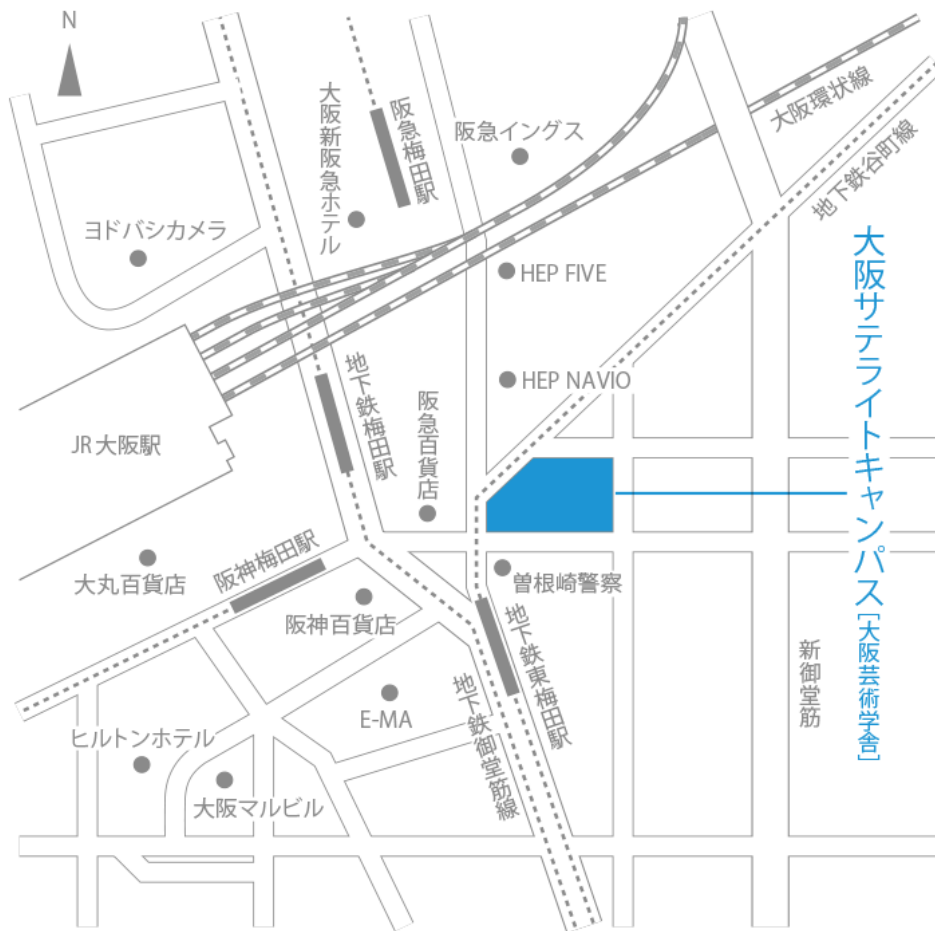 N
大阪新阪急ホテル
阪急梅田駅
阪急イングス
大阪環状線
地下鉄谷町線
ヨドバシカメラ
HEP FIVE
HEP NAVIO
地下鉄梅田駅
阪急百貨店
JR大阪駅
大阪サテライトキャンパス[大阪芸術学舎]
大丸百貨店
阪神梅田駅
阪神百貨店
曽根崎警察
地下鉄東梅田駅
新御堂筋
E-MA
地下鉄御堂筋線
ヒルトンホテル
大阪マルビル